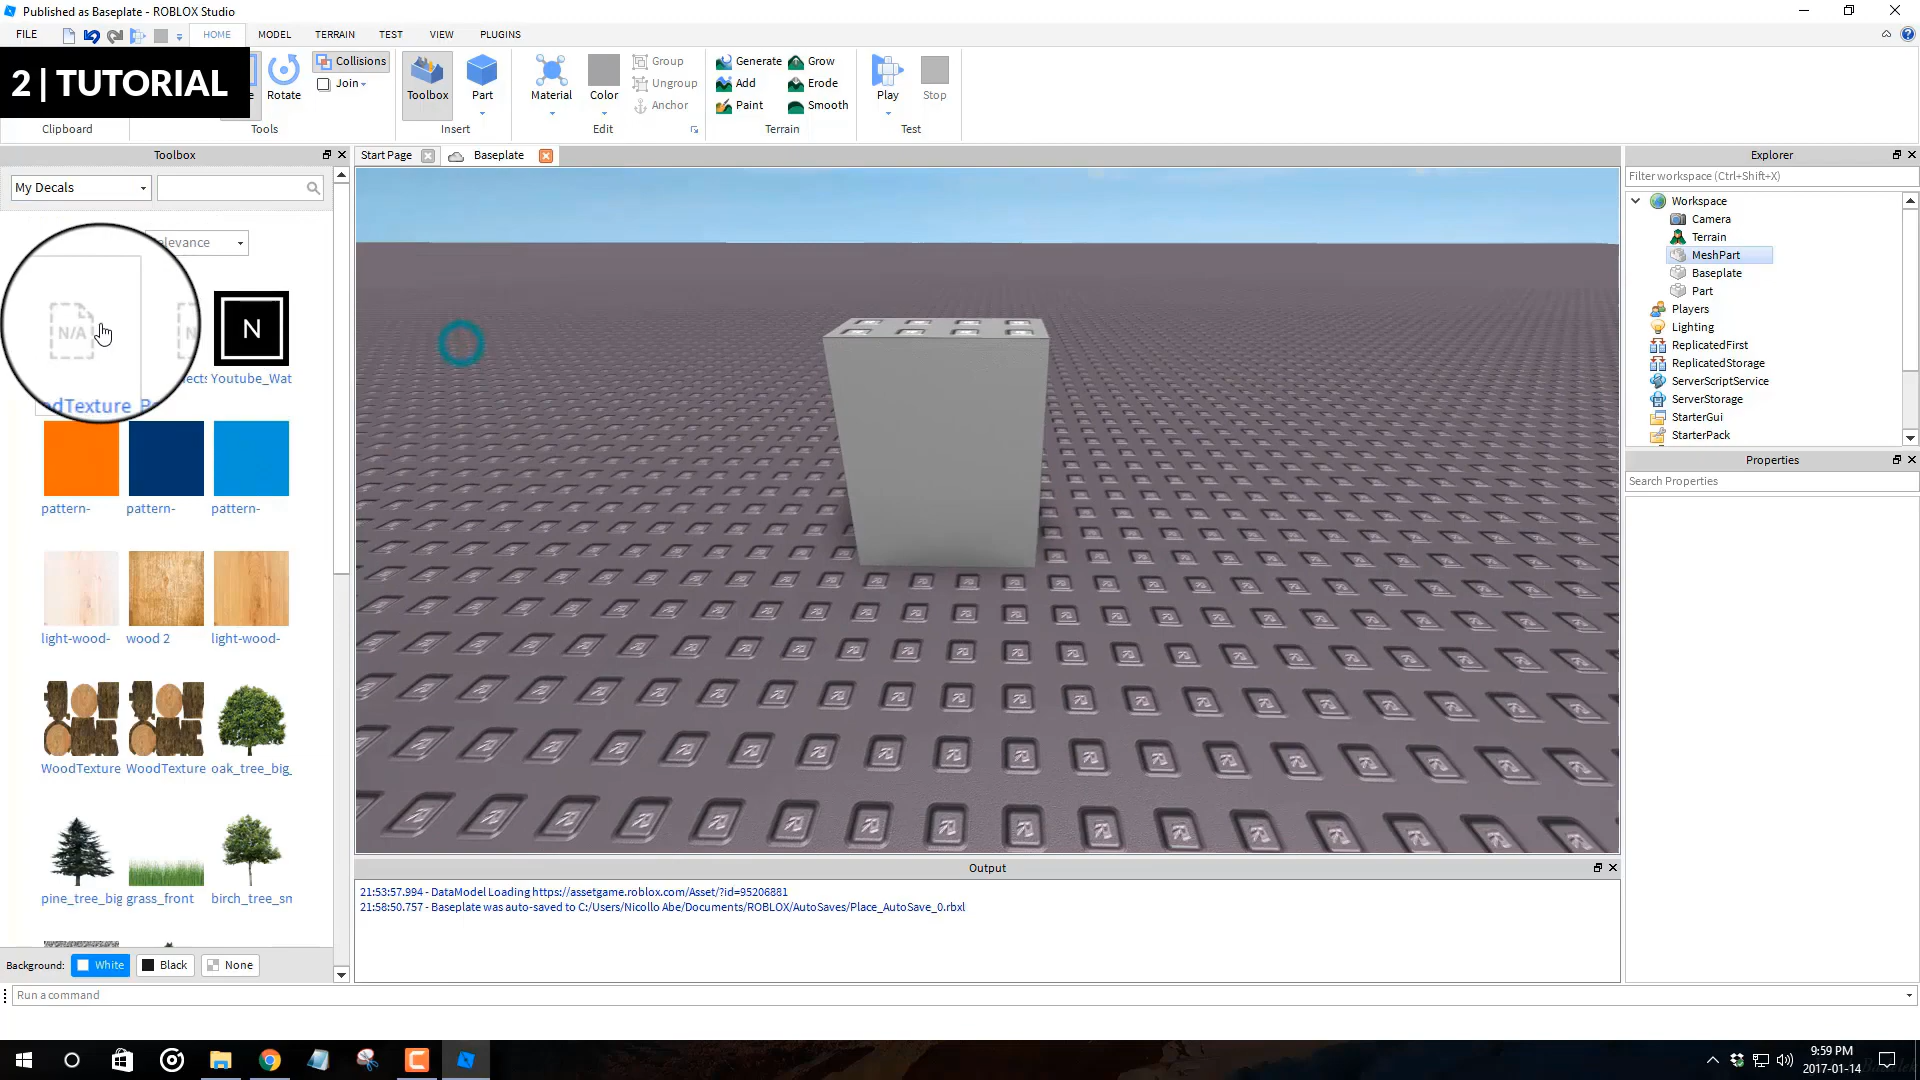 Published as Baseplate - ROBLOX Studio
FILE HOME MODEL TERRAIN TEST VIEW PLUGINS
2 | TUTORIAL
Rotate
Collisions
Join
Toolbox
Part
Material
Color
Group
Ungroup
Anchor
Generate Grow
Add Erode
Paint Smooth
Play
Stop
Clipboard Tools Insert Edit Terrain Test
Toolbox
My Decals
elevance
N/A
dTexture
ects
N
Youtube_Wat
pattern- pattern- pattern-
light-wood- wood 2 light-wood-
WoodTexture WoodTexture oak_tree_big_
pine_tree_big grass_front birch_tree_sn
Background: White Black None
Start Page Baseplate
Output
21:53:57.994 - DataModel Loading https://assetgame.roblox.com/Asset/?id=95206881
21:58:50.757 - Baseplate was auto-saved to C:/Users/Nicollo Abe/Documents/ROBLOX/AutoSaves/Place_AutoSave_0.rbxl
Explorer
Filter workspace (Ctrl+Shift+X)
Workspace
Camera
Terrain
MeshPart
Baseplate
Part
Players
Lighting
ReplicatedFirst
ReplicatedStorage
ServerScriptService
ServerStorage
StarterGui
StarterPack
Properties
Search Properties
Run a command
9:59 PM
2017-01-14